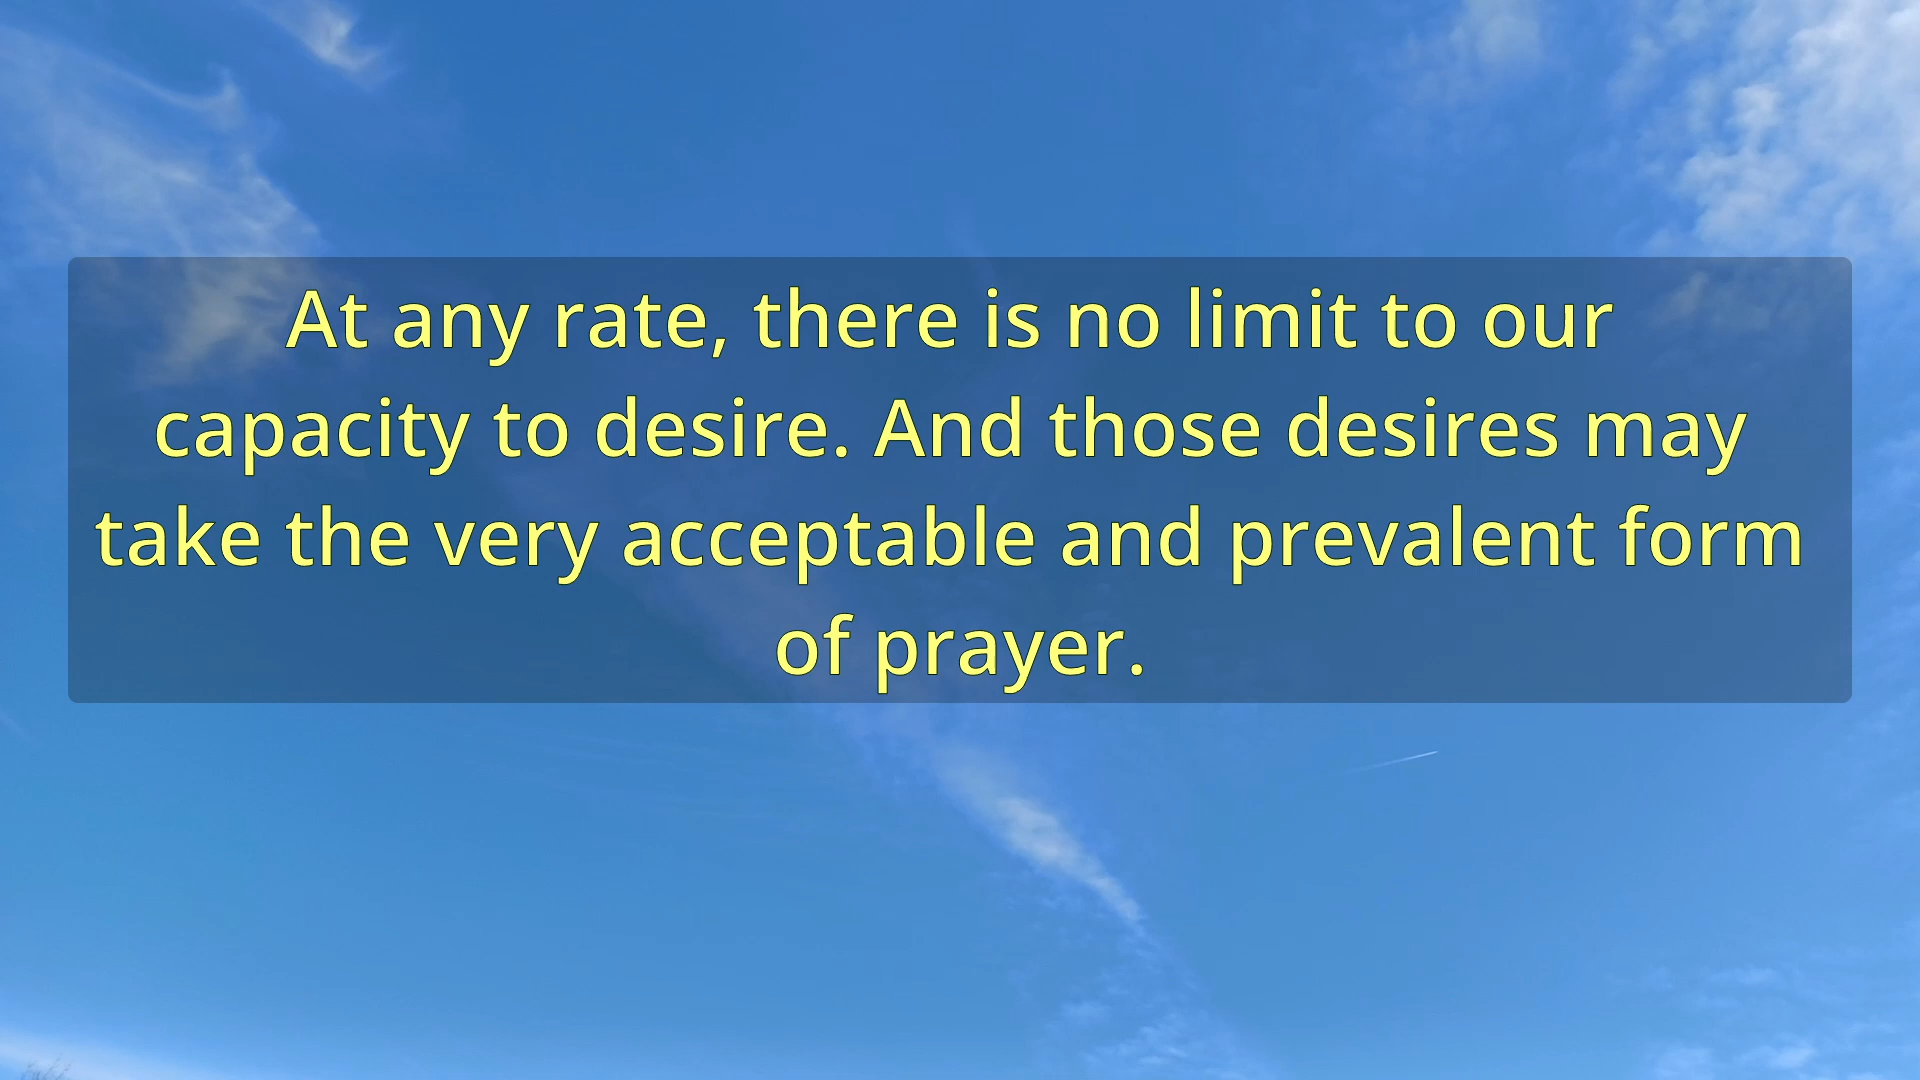 At any rate, there is no limit to our
capacity to desire. And those desires may
take the very acceptable and prevalent form
of prayer.